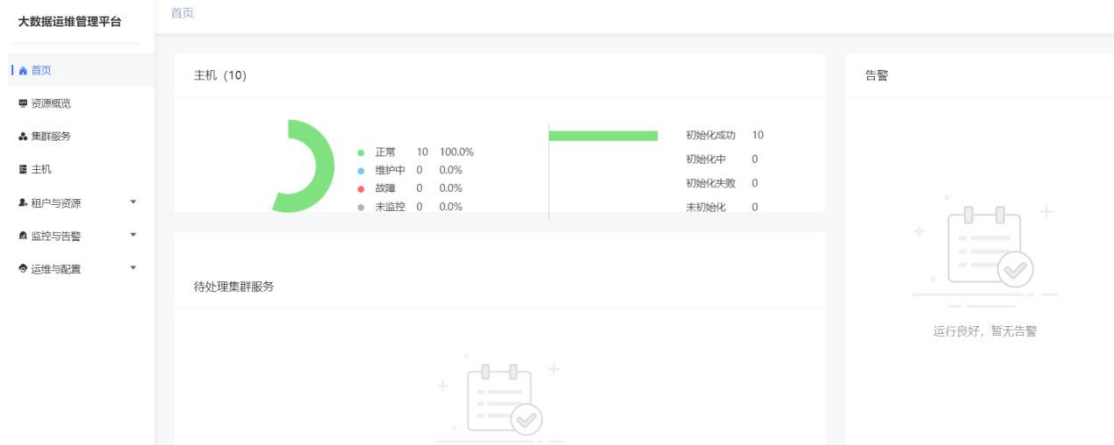 大数据运维管理平台
首页
首页
资源概览
集群服务
主机
租户与资源
监控与告警
运维与配置
主机 (10)
正常 10 100.0%
维护中 0 0.0%
故障 0 0.0%
未监控 0 0.0%
初始化成功 10
初始化中 0
初始化失败 0
未初始化 0
待处理集群服务
告警
运行良好，暂无告警